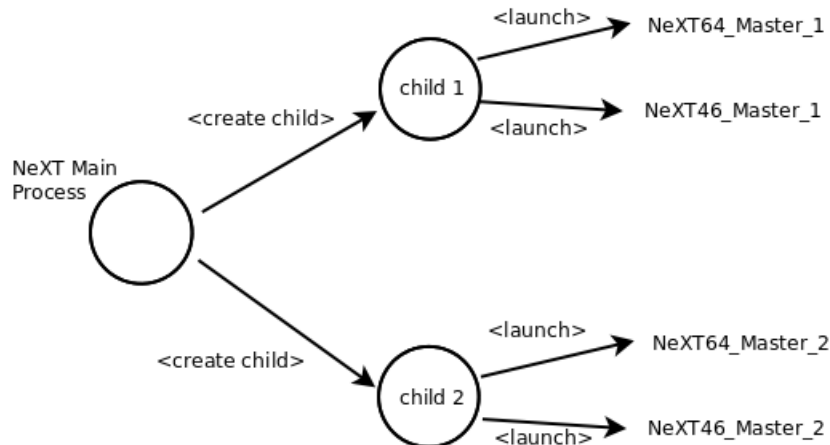 <launch>
NeXT64_Master_1
child 1
<create child>
NeXT46_Master_1
<launch>
NeXT Main
Process
<launch>
NeXT64_Master_2
<create child>
child 2
NeXT46_Master_2
<launch>